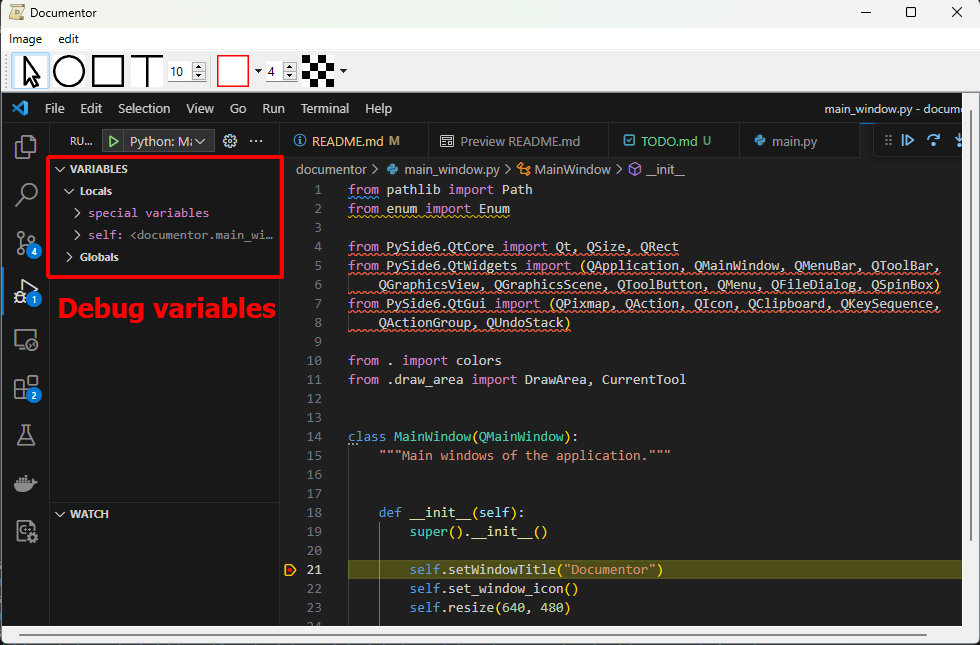 Documentor
Image edit
10 4
File Edit Selection View Go Run Terminal Help main_window.py - docume
RU... Python: Ma ... README.md M Preview README.md TODO.md U main.py
documentor > main_window.py > MainWindow > __init__
VARIABLES
Locals
special variables
self: <documentor.main_wi...
Globals
Debug variables
WATCH
4
1
2
1 from pathlib import Path
2 from enum import Enum
3
4 from PySide6.QtCore import Qt, QSize, QRect
5 from PySide6.QtWidgets import (QApplication, QMainWindow, QMenuBar, QToolBar,
6 QGraphicsView, QGraphicsScene, QToolButton, QMenu, QFileDialog, QSpinBox)
7 from PySide6.QtGui import (QPixmap, QAction, QIcon, QClipboard, QKeySequence,
8 QActionGroup, QUndoStack)
9
10 from . import colors
11 from .draw_area import DrawArea, CurrentTool
12
13
14 class MainWindow(QMainWindow):
15 """Main windows of the application."""
16
17
18 def __init__(self):
19 super().__init__()
20
21 self.setWindowTitle("Documentor")
22 self.set_window_icon()
23 self.resize(640, 480)
24